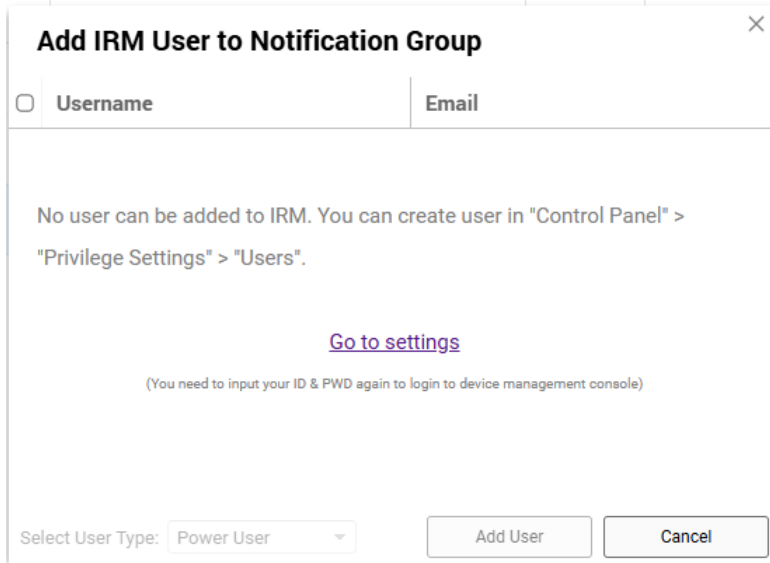 Add IRM User to Notification Group
Username
Email
No user can be added to IRM. You can create user in "Control Panel" >
"Privilege Settings" > "Users".
Go to settings
(You need to input your ID & PWD again to login to device management console)
Select User Type: Power User
Add User
Cancel